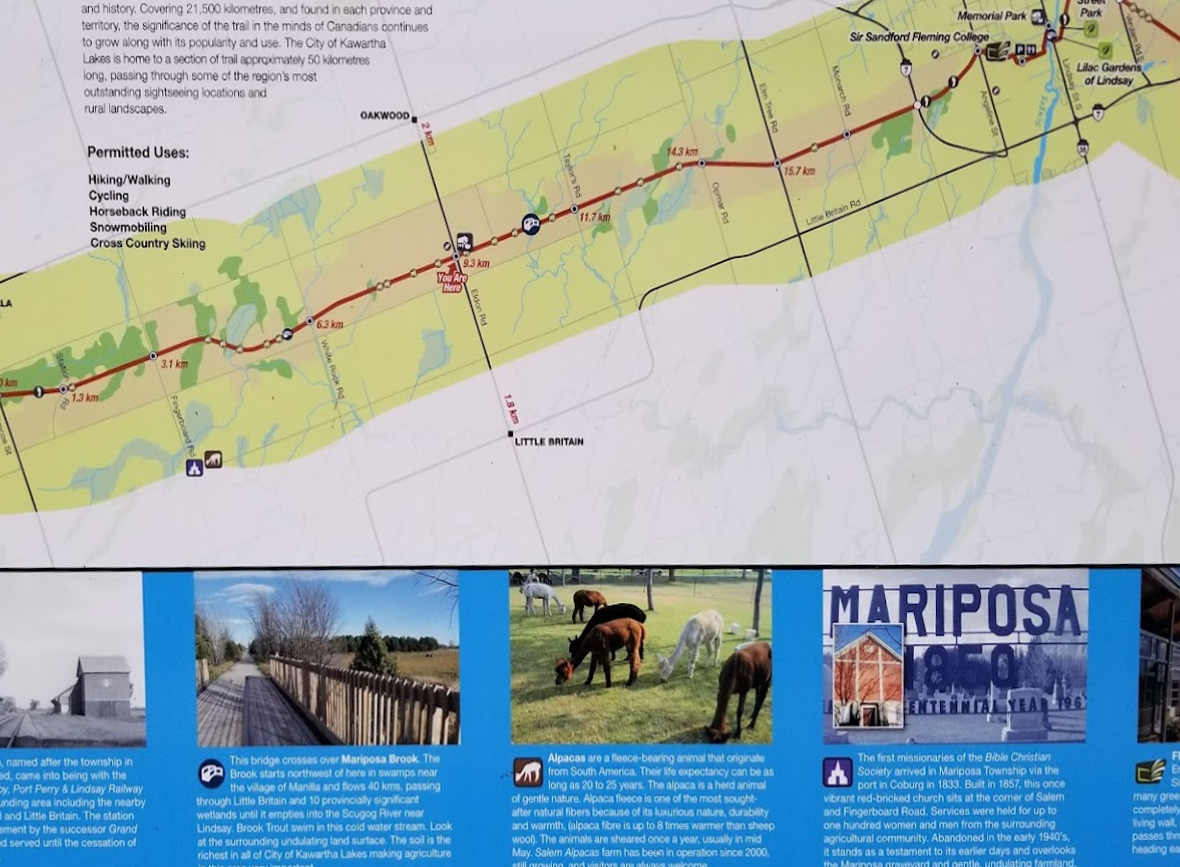 and history. Covering 21,500 kilometres, and found in each province and
territory, the significance of the trail in the minds of Canadians continues
to grow along with its popularity and use. The City of Kawartha
Lakes is home to a section of trail approximately 50 kilometres
long, passing through some of the region's most
outstanding sightseeing locations and
rural landscapes.
Permitted Uses:
Hiking/Walking
Cycling
Horseback Riding
Snowmobiling
Cross Country Skiing
OAKWOOD
2 km
Memorial Park
Sir Sandford Fleming College
Street
Park
Lilac Gardens
of Lindsay
Lindsay St S
Angeline St
7
7
35
Scugog
Elm Tree Rd
Monarch Rd
Taylor's Rd
14.3 km
15.7 km
Opmar Rd
Little Britain Rd
11.7 km
9.3 km
You Are
Here
Eldon Rd
6.3 km
White Rock Rd
3.1 km
Fingerboard Rd
Station
Rd
1.3 km
0 km
LA
1.8 km
LITTLE BRITAIN
MARIPOSA
1850
ENTENNIAL YEAR 196
, named after the township in
ed, came into being with the
by, Port Perry & Lindsay Railway
unding area including the nearby
and Little Britain. The station
ement by the successor Grand
d served until the cessation of
This bridge crosses over Mariposa Brook. The
Brook starts northwest of here in swamps near
the village of Manilla and flows 40 kms, passing
through Little Britain and 10 provincially significant
wetlands until it empties into the Scugog River near
Lindsay. Brook Trout swim in this cold water stream. Look
at the surrounding undulating land surface. The soil is the
richest in all of City of Kawartha Lakes making agriculture
Alpacas are a fleece-bearing animal that originate
from South America. Their life expectancy can be as
long as 20 to 25 years. The alpaca is a herd animal
of gentle nature. Alpaca fleece is one of the most sought-
after natural fibers because of its luxurious nature, durability
and warmth, (alpaca fibre is up to 8 times warmer than sheep
wool). The animals are sheared once a year, usually in mid
May. Salem Alpacas farm has been in operation since 2000,
still growing, and visitors are always welcome.
The first missionaries of the Bible Christian
Society arrived in Mariposa Township via the
port in Coburg in 1833. Built in 1857, this once
vibrant red-bricked church sits at the corner of Salem
and Fingerboard Road. Services were held for up to
one hundred women and men from the surrounding
agricultural community. Abandoned in the early 1940's,
it stands as a testament to its earlier days and overlooks
the Mariposa graveyard and gentle, undulating farmland.
many gree
completely
living wall,
passes thr
heading ea